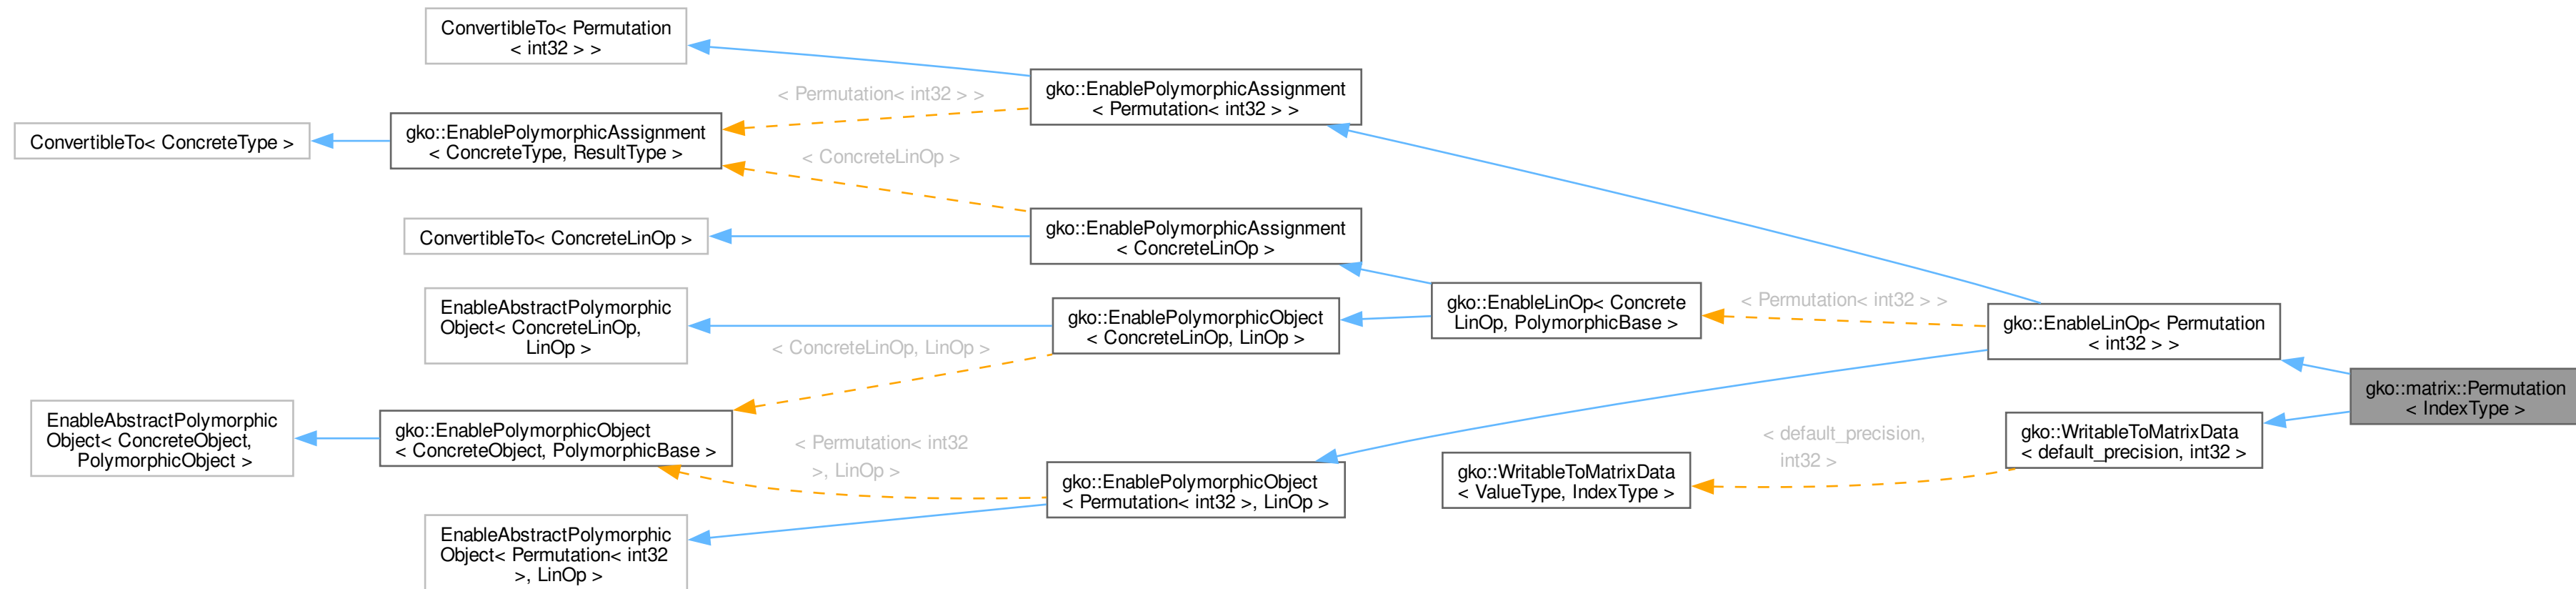 ConvertibleTo< Permutation
< int32 > >
gko::EnablePolymorphicAssignment
< Permutation< int32 > >
< Permutation< int32 > >
ConvertibleTo< ConcreteType >
gko::EnablePolymorphicAssignment
< ConcreteType, ResultType >
< ConcreteLinOp >
ConvertibleTo< ConcreteLinOp >
gko::EnablePolymorphicAssignment
< ConcreteLinOp >
EnableAbstractPolymorphic
Object< ConcreteLinOp,
LinOp >
gko::EnablePolymorphicObject
< ConcreteLinOp, LinOp >
gko::EnableLinOp< Concrete
LinOp, PolymorphicBase >
< Permutation< int32 > >
gko::EnableLinOp< Permutation
< int32 > >
< ConcreteLinOp, LinOp >
gko::matrix::Permutation
< IndexType >
EnableAbstractPolymorphic
Object< ConcreteObject,
PolymorphicObject >
gko::EnablePolymorphicObject
< ConcreteObject, PolymorphicBase >
< Permutation< int32
>, LinOp >
gko::EnablePolymorphicObject
< Permutation< int32 >, LinOp >
gko::WritableToMatrixData
< ValueType, IndexType >
< default_precision,
int32 >
gko::WritableToMatrixData
< default_precision, int32 >
EnableAbstractPolymorphic
Object< Permutation< int32
>, LinOp >